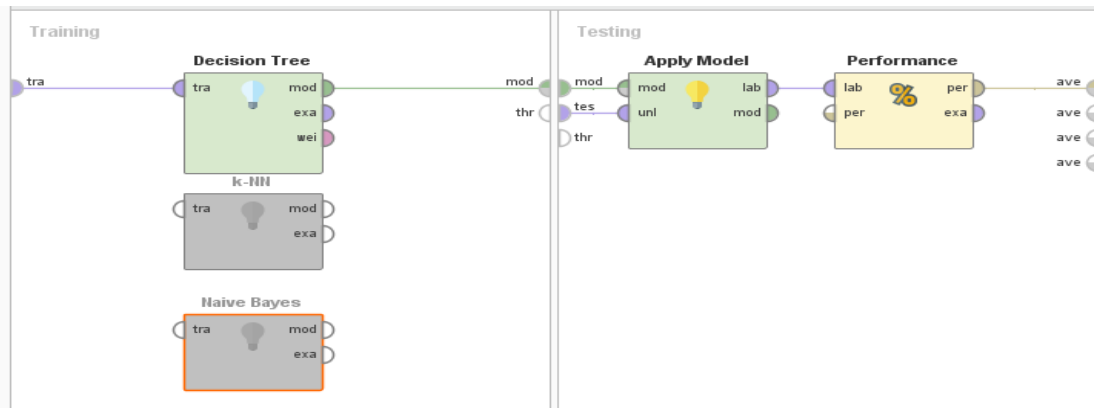 Training
Decision Tree
tra
tra
mod
exa
wei
mod
thr
k-NN
tra
mod
exa
Naive Bayes
tra
mod
exa
Testing
Apply Model
Performance
mod
tes
thr
mod
unl
lab
mod
lab
per
%
per
exa
ave
ave
ave
ave